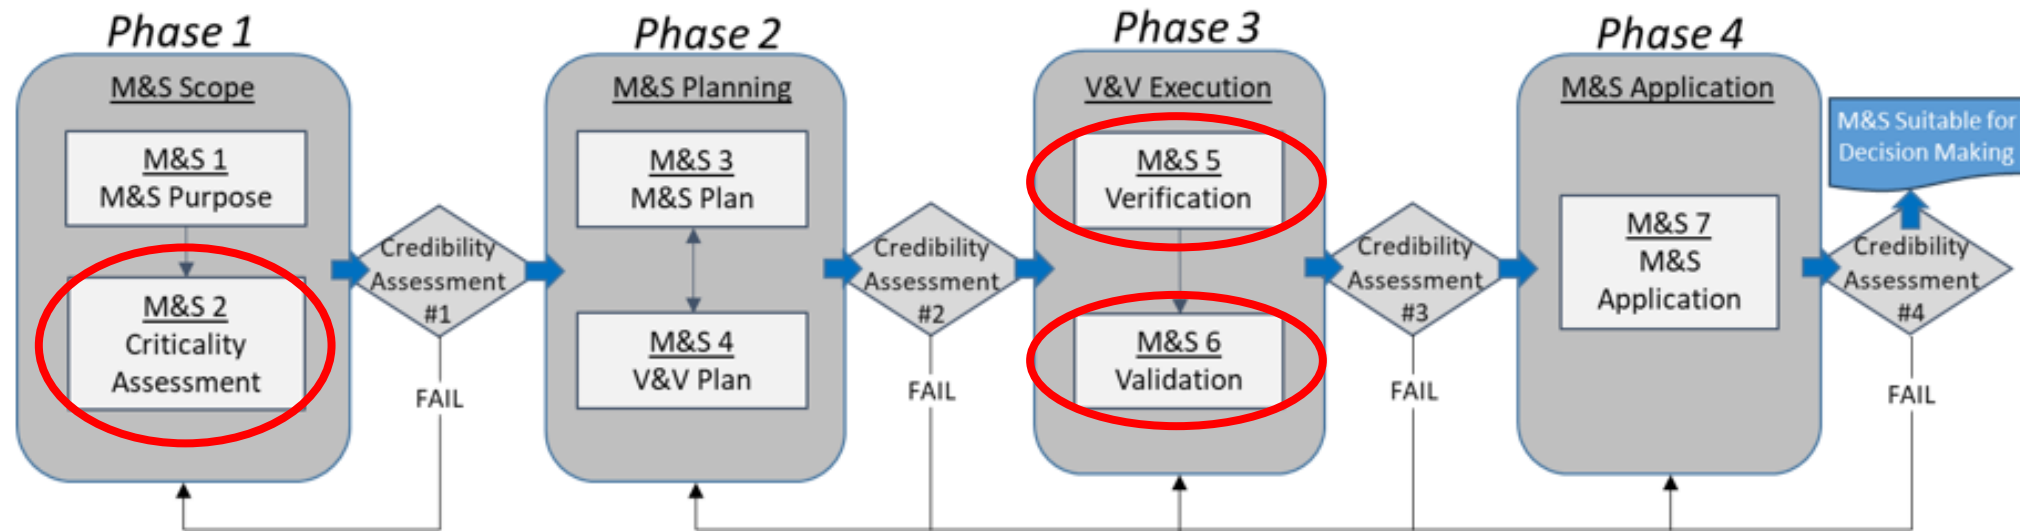 Phase 1
M&S Scope
M&S 1
M&S Purpose
M&S 2
Criticality
Assessment
Credibility
Assessment
#1
FAIL
Phase 2
M&S Planning
M&S 3
M&S Plan
M&S 4
V&V Plan
Credibility
Assessment
#2
FAIL
Phase 3
V&V Execution
M&S 5
Verification
M&S 6
Validation
Credibility
Assessment
#3
FAIL
Phase 4
M&S Application
M&S 7
M&S
Application
M&S Suitable for
Decision Making
Credibility
Assessment
#4
FAIL